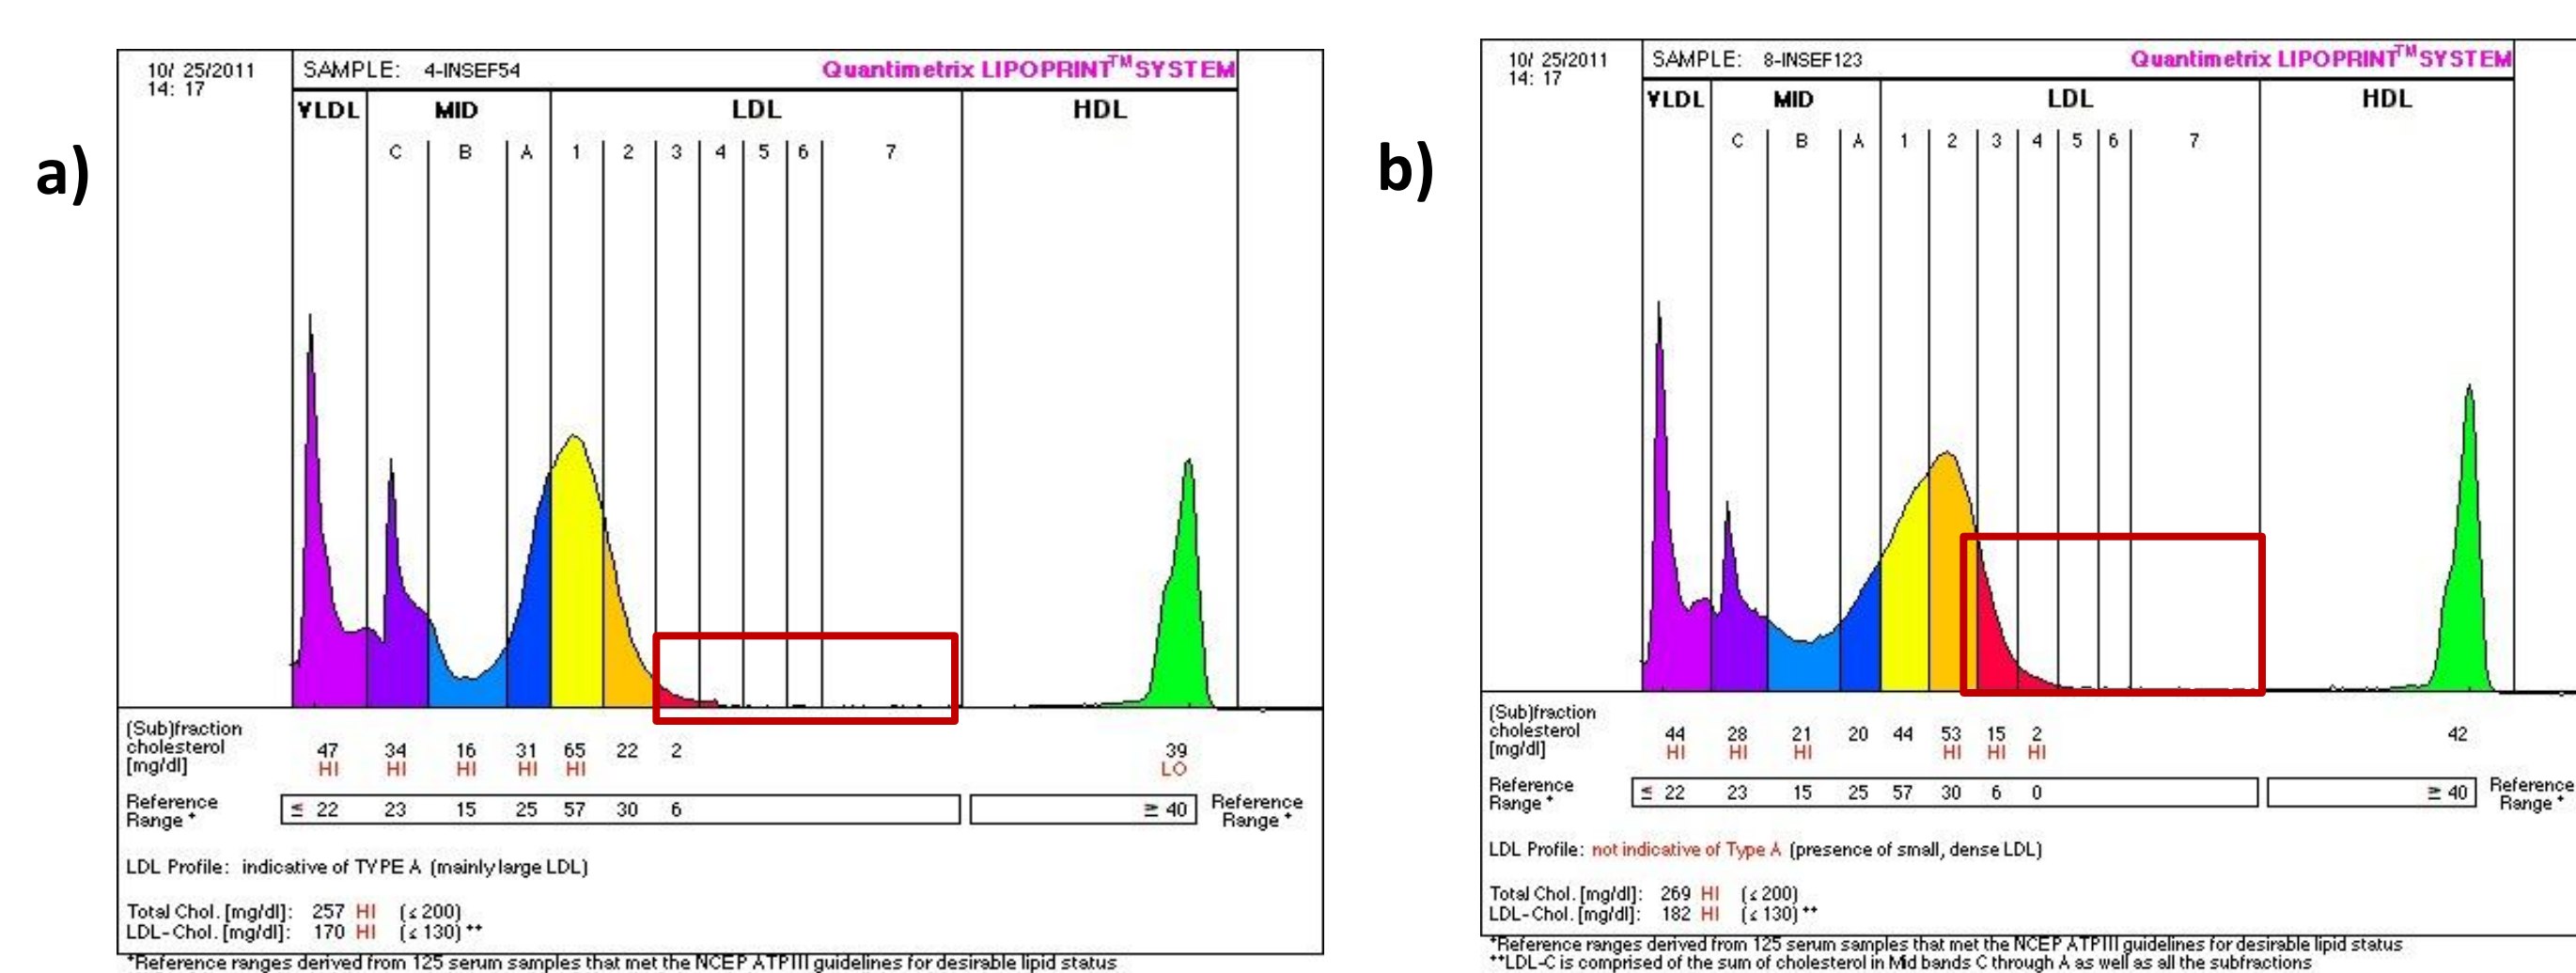 a)
10/ 25/2011
14: 17
SAMPLE: 4-INSEF54
Quantimetrix LIPOPRINT™SYSTEM
VLDL MID LDL HDL
C B A 1 2 3 4 5 6 7
(Sub)fraction
cholesterol
[mg/dl]
47 34 16 31 65 22 2 39
HI HI HI HI HI LO
Reference
Range *
≤ 22 23 15 25 57 30 6 ≥ 40
Reference
Range *
LDL Profile: indicative of TYPE A (mainly large LDL)
Total Chol. [mg/dl]: 257 HI (≤ 200)
LDL-Chol. [mg/dl]: 170 HI (≤ 130) **
*Reference ranges derived from 125 serum samples that met the NCEP ATPIII guidelines for desirable lipid status
b)
10/ 25/2011
14: 17
SAMPLE: 8-INSEF123
Quantimetrix LIPOPRINT™SYSTEM
VLDL MID LDL HDL
C B A 1 2 3 4 5 6 7
(Sub)fraction
cholesterol
[mg/dl]
44 28 21 20 44 53 15 2 42
HI HI HI HI HI HI
Reference
Range *
≤ 22 23 15 25 57 30 6 0 ≥ 40
Reference
Range *
LDL Profile: not indicative of Type A (presence of small, dense LDL)
Total Chol. [mg/dl]: 269 HI (≤ 200)
LDL-Chol. [mg/dl]: 182 HI (≤ 130) **
*Reference ranges derived from 125 serum samples that met the NCEP ATPIII guidelines for desirable lipid status
**LDL-C is comprised of the sum of cholesterol in Mid bands C through A as well as all the subfractions